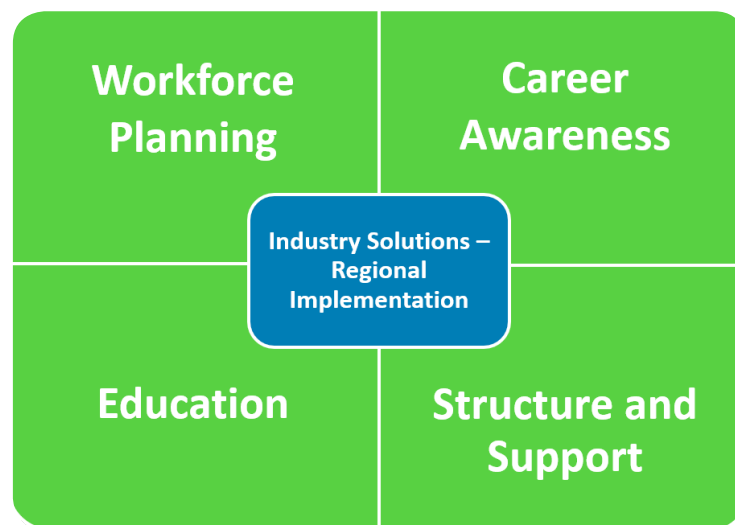 Workforce
Planning
Career
Awareness
Industry Solutions –
Regional
Implementation
Education
Structure and
Support